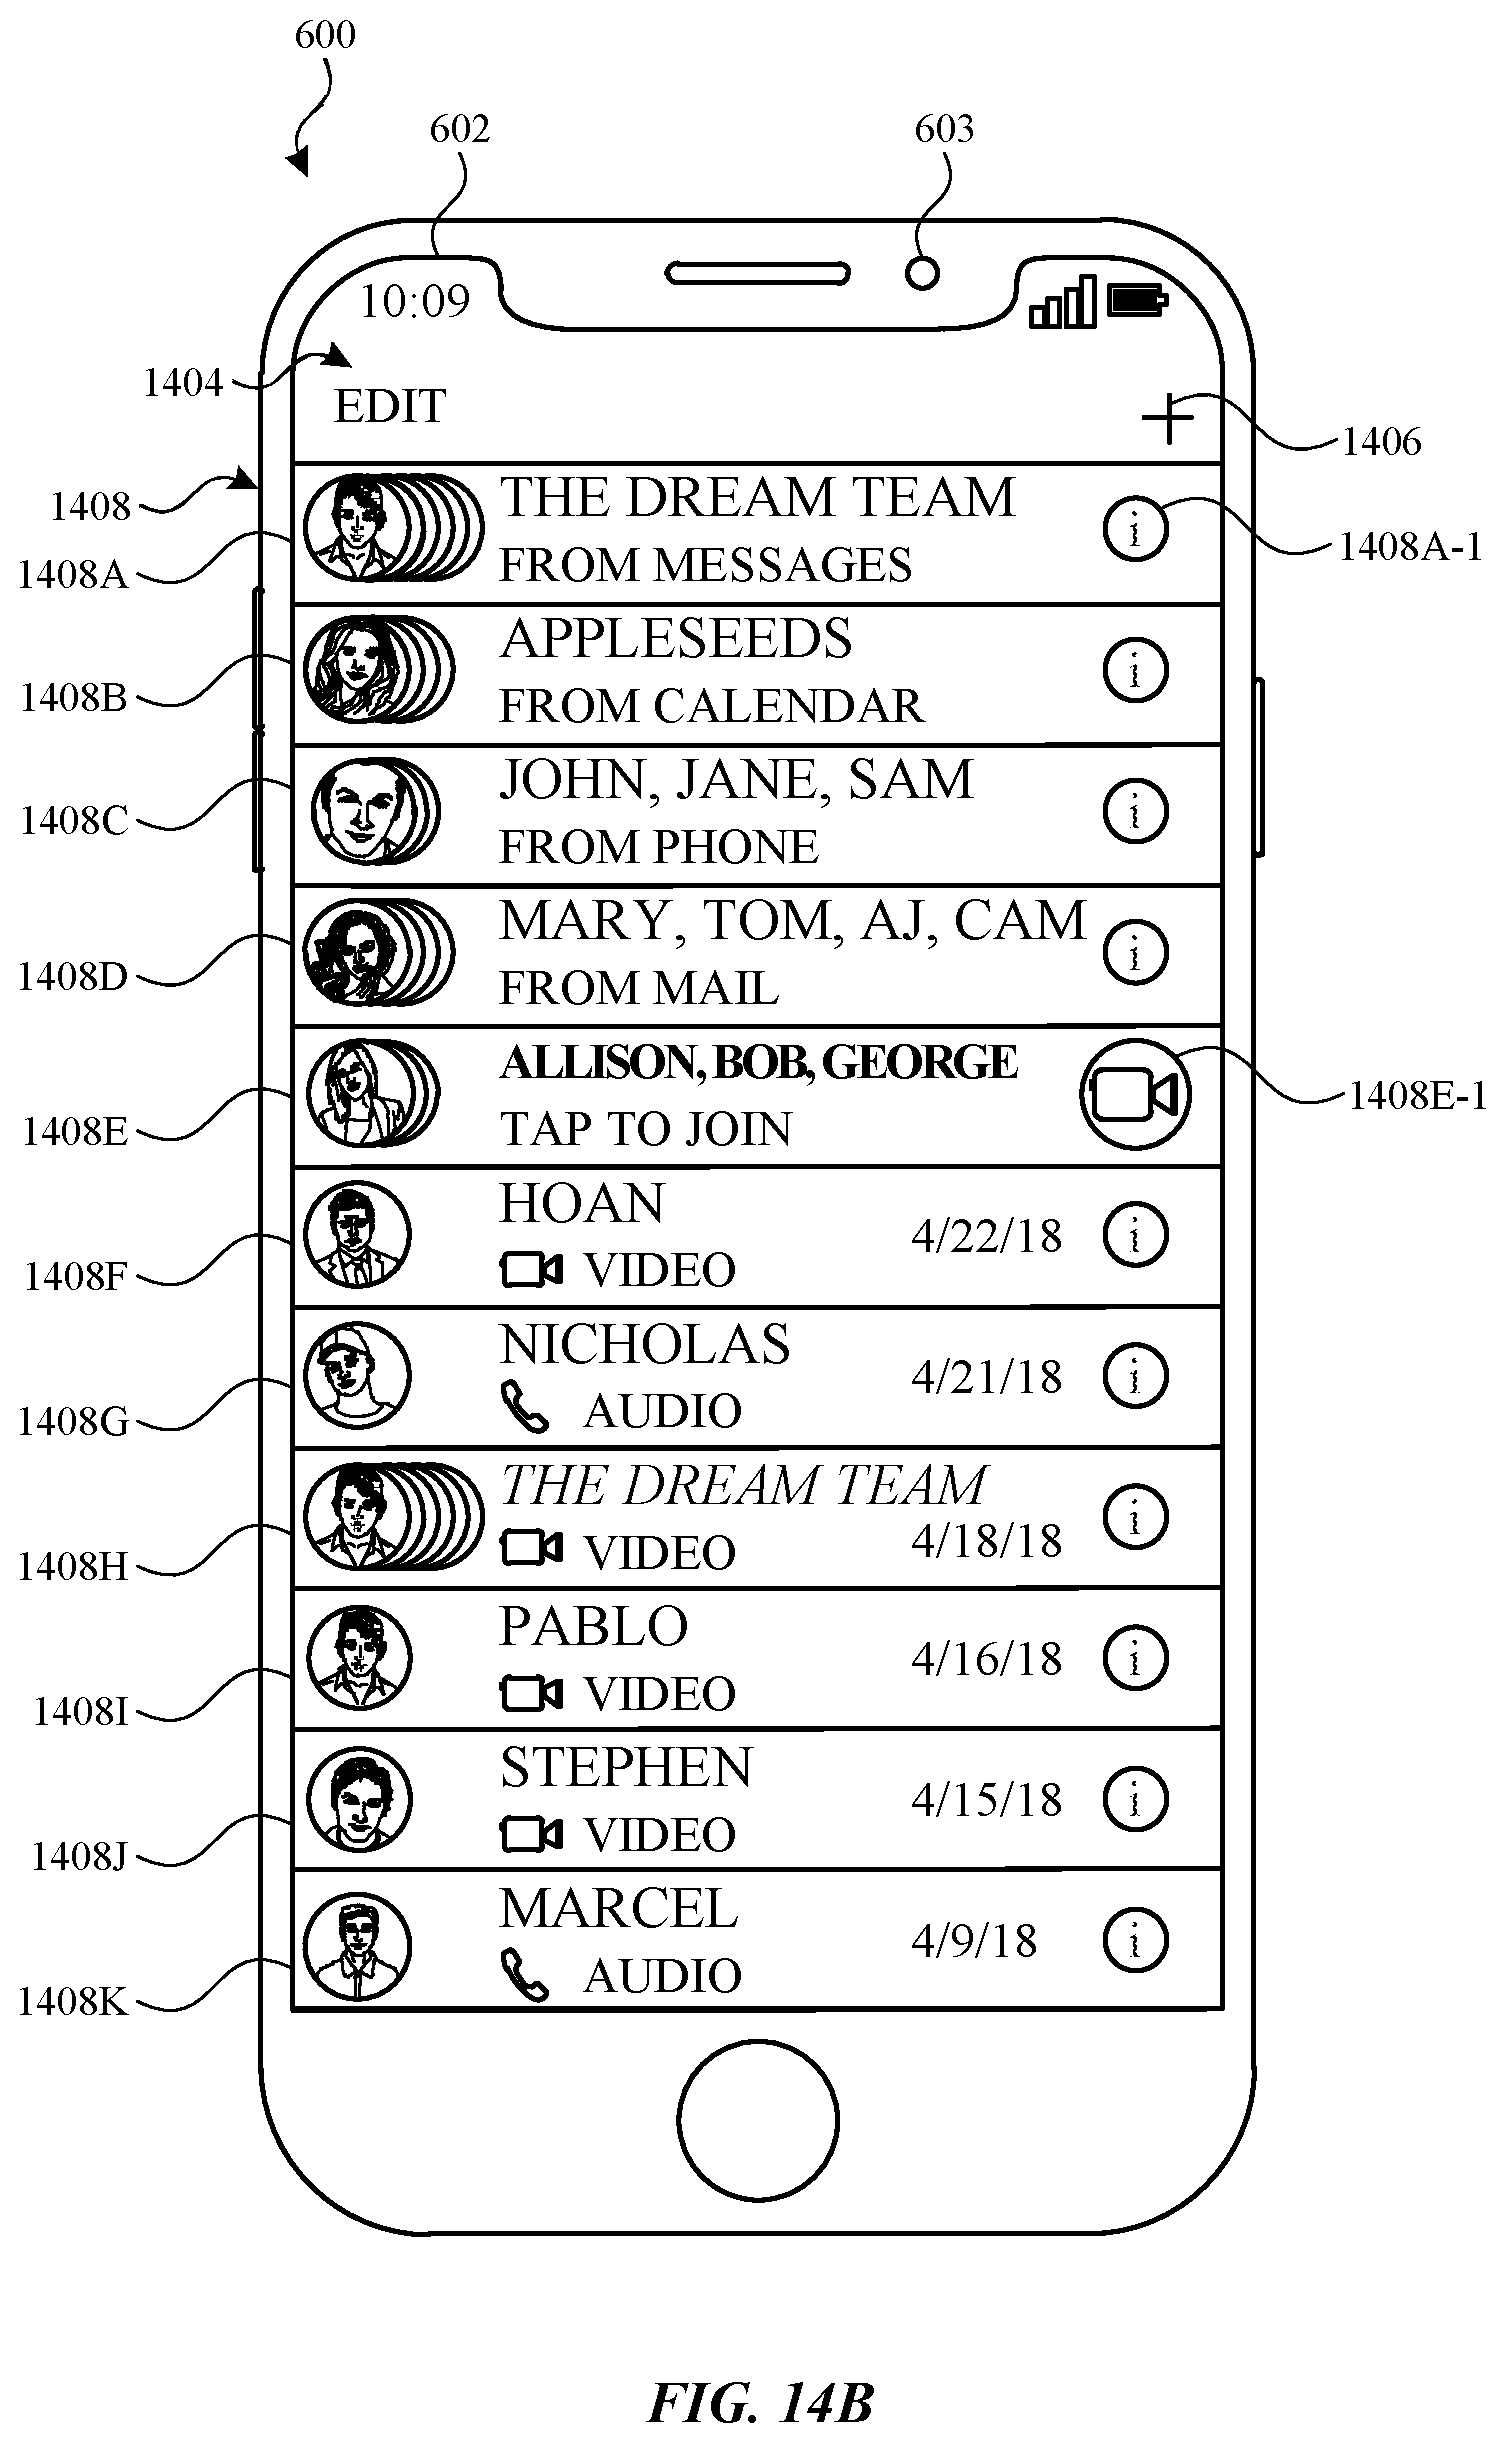 600
602
603
10:09
1404
EDIT
1406
1408
THE DREAM TEAM
i
1408A
FROM MESSAGES
1408A-1
APPLESEEDS
i
1408B
FROM CALENDAR
JOHN, JANE, SAM
i
1408C
FROM PHONE
MARY, TOM, AJ, CAM
i
1408D
FROM MAIL
ALLISON, BOB, GEORGE
1408E-1
1408E
TAP TO JOIN
HOAN
4/22/18
i
1408F
VIDEO
NICHOLAS
4/21/18
i
1408G
AUDIO
THE DREAM TEAM
i
1408H
VIDEO
4/18/18
PABLO
4/16/18
i
1408I
VIDEO
STEPHEN
4/15/18
i
1408J
VIDEO
MARCEL
4/9/18
i
1408K
AUDIO
FIG. 14B